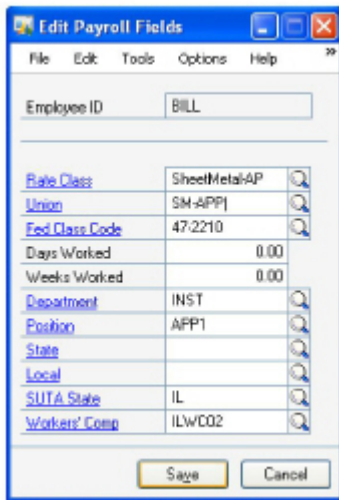 Edit Payroll Fields
File Edit Tools Options Help »
Employee ID BILL
Rate Class SheetMetal-AP
Union SM-APP|
Fed Class Code 47-2210
Days Worked 0.00
Weeks Worked 0.00
Department INST
Position APP1
State
Local
SUTA State IL
Workers' Comp ILWC02
Save Cancel